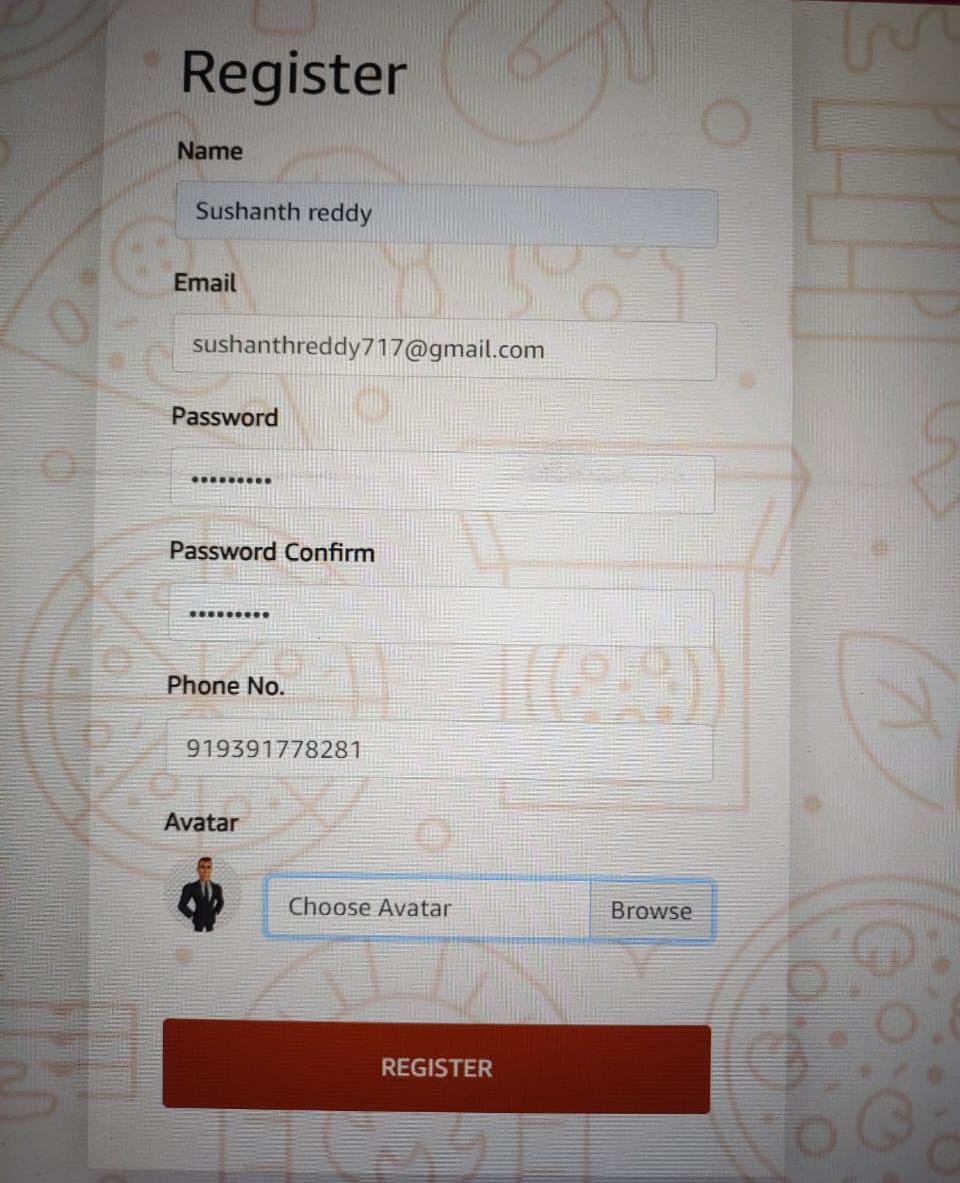 Register
Name
Sushanth reddy
Email
sushanthreddy717@gmail.com
Password
•••••••••
Password Confirm
•••••••••
Phone No.
919391778281
Avatar
Choose Avatar Browse
REGISTER